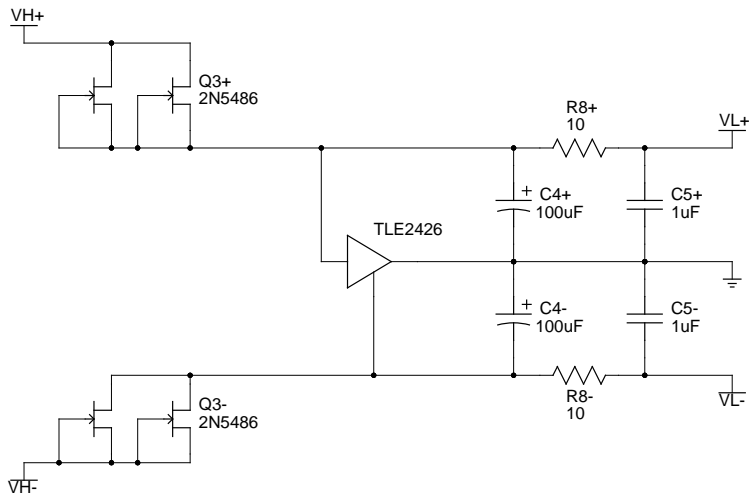 VH+
Q3+
2N5486
R8+
10
VL+
C4+
100uF
C5+
1uF
TLE2426
C4-
100uF
C5-
1uF
Q3-
2N5486
R8-
10
VL-
VH-